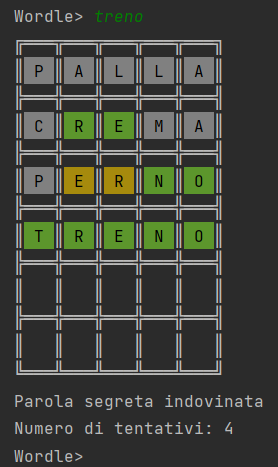 Wordle> treno
P A L L A
C R E M A
P E R N O
T R E N O
Parola segreta indovinata
Numero di tentativi: 4
Wordle>